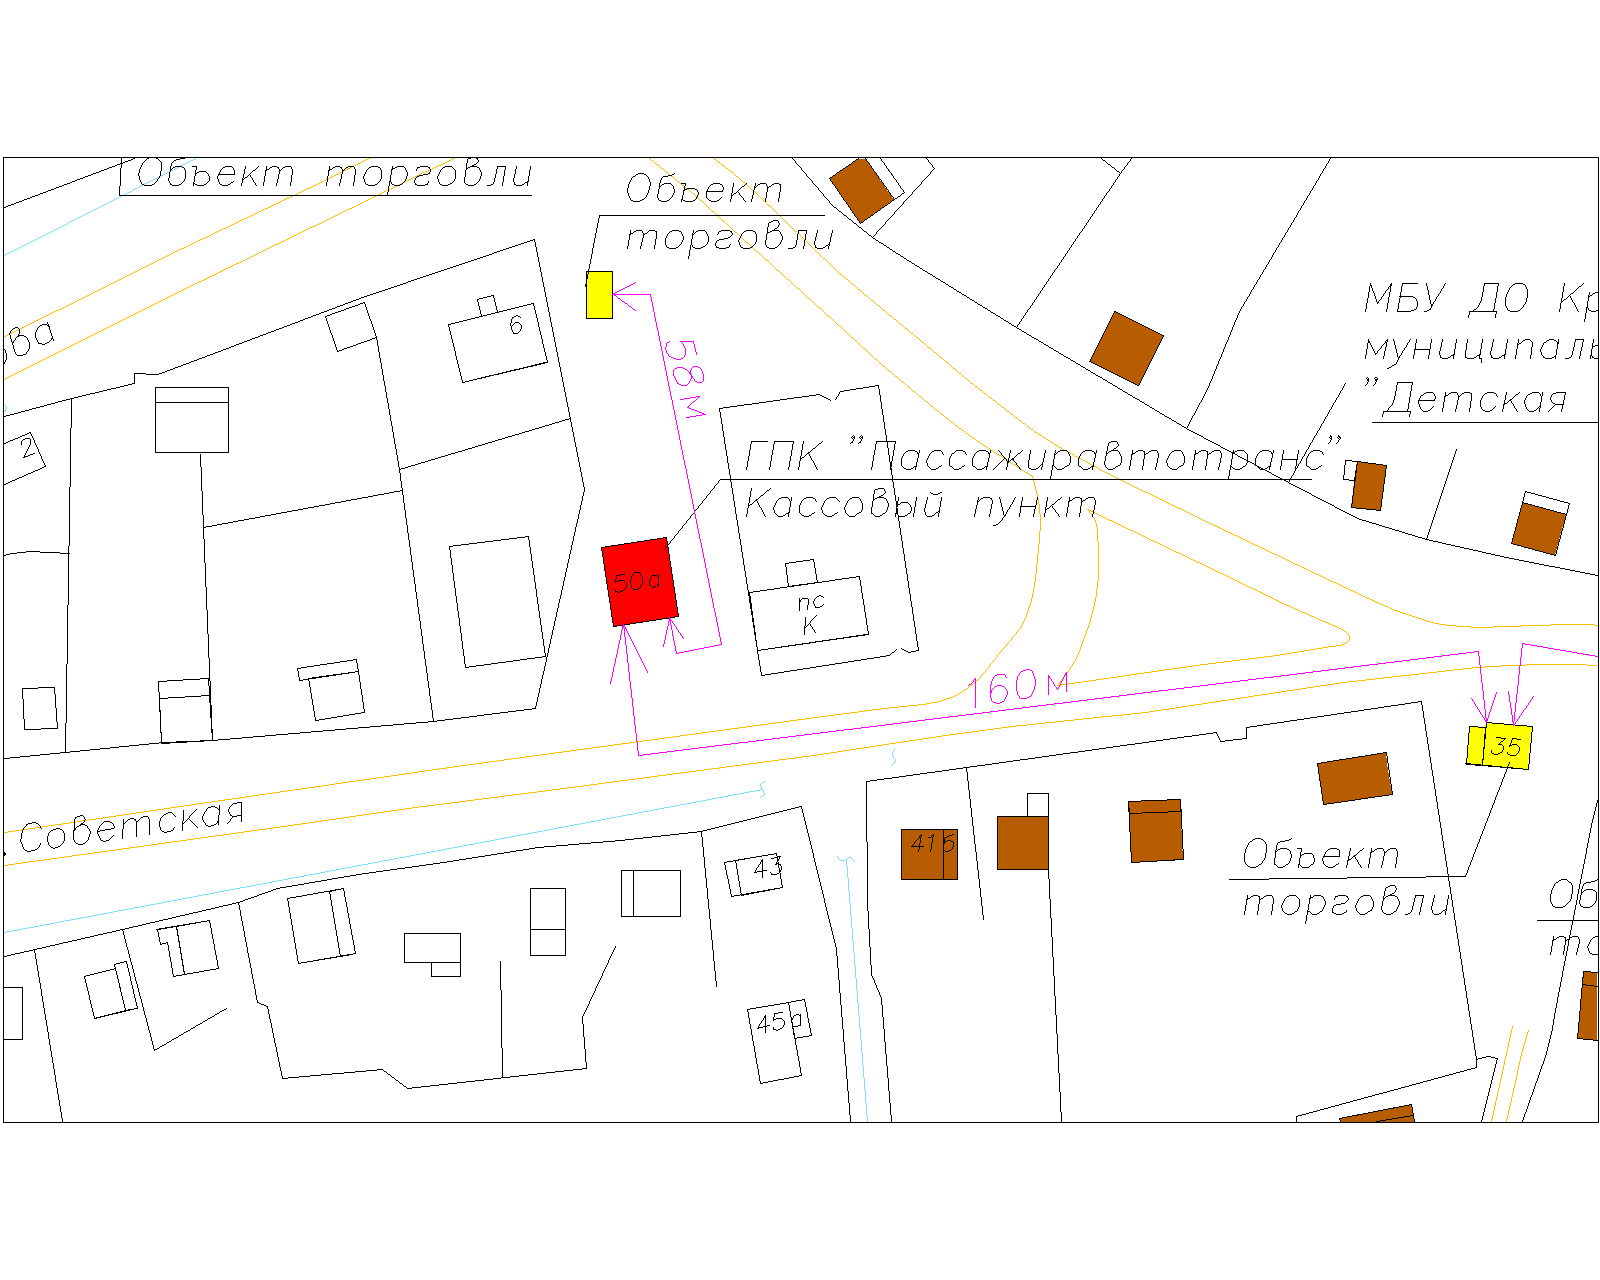 Объект торговли
Объект
торговли
МБУ ДО Кр
муниципаль
"Детская
ова
6
2
58м
ГПК "Пассажиравтотранс"
Кассовый пункт,
50а
пс
К
160м
35
Советская
43
41б
Объект
торговли
Об
то
45а